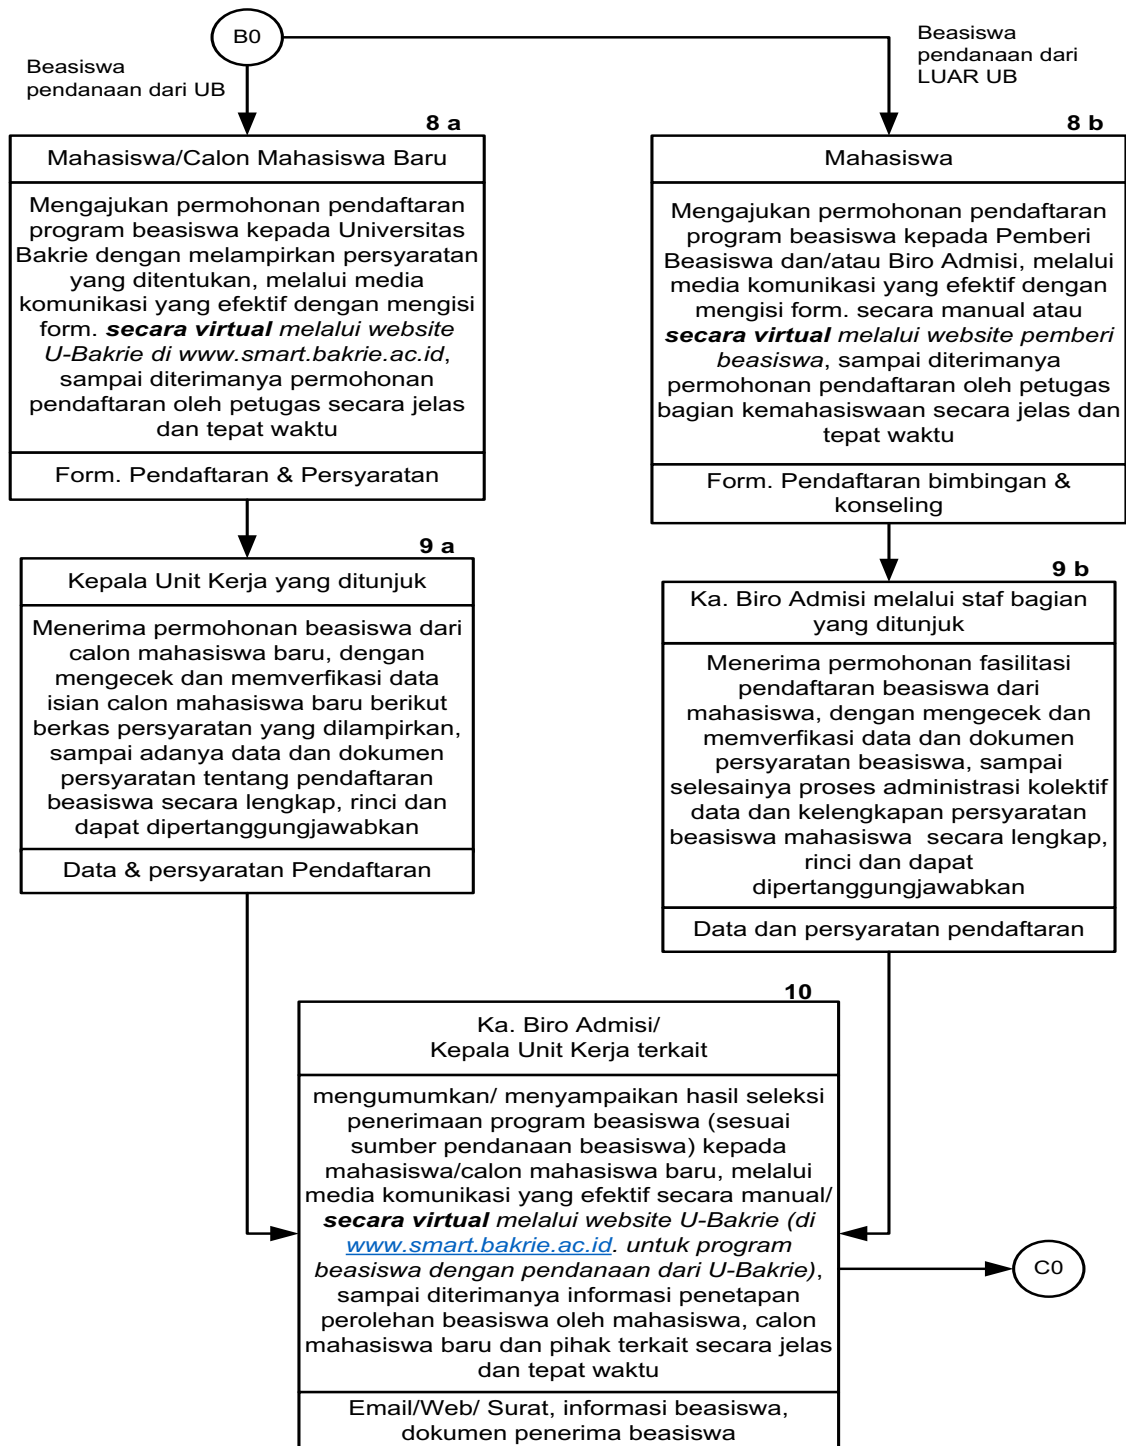 B0
Beasiswa
pendanaan dari UB
Beasiswa
pendanaan dari
LUAR UB
8 a
Mahasiswa/Calon Mahasiswa Baru
Mengajukan permohonan pendaftaran
program beasiswa kepada Universitas
Bakrie dengan melampirkan persyaratan
yang ditentukan, melalui media
komunikasi yang efektif dengan mengisi
form. secara virtual melalui website
U-Bakrie di www.smart.bakrie.ac.id,
sampai diterimanya permohonan
pendaftaran oleh petugas secara jelas
dan tepat waktu
Form. Pendaftaran & Persyaratan
8 b
Mahasiswa
Mengajukan permohonan pendaftaran
program beasiswa kepada Pemberi
Beasiswa dan/atau Biro Admisi, melalui
media komunikasi yang efektif dengan
mengisi form. secara manual atau
secara virtual melalui website pemberi
beasiswa, sampai diterimanya
permohonan pendaftaran oleh petugas
bagian kemahasiswaan secara jelas dan
tepat waktu
Form. Pendaftaran bimbingan &
konseling
9 a
Kepala Unit Kerja yang ditunjuk
Menerima permohonan beasiswa dari
calon mahasiswa baru, dengan
mengecek dan memverfikasi data
isian calon mahasiswa baru berikut
berkas persyaratan yang dilampirkan,
sampai adanya data dan dokumen
persyaratan tentang pendaftaran
beasiswa secara lengkap, rinci dan
dapat dipertanggungjawabkan
Data & persyaratan Pendaftaran
9 b
Ka. Biro Admisi melalui staf bagian
yang ditunjuk
Menerima permohonan fasilitasi
pendaftaran beasiswa dari
mahasiswa, dengan mengecek dan
memverfikasi data dan dokumen
persyaratan beasiswa, sampai
selesainya proses administrasi kolektif
data dan kelengkapan persyaratan
beasiswa mahasiswa secara lengkap,
rinci dan dapat
dipertanggungjawabkan
Data dan persyaratan pendaftaran
10
Ka. Biro Admisi/
Kepala Unit Kerja terkait
mengumumkan/ menyampaikan hasil seleksi
penerimaan program beasiswa (sesuai
sumber pendanaan beasiswa) kepada
mahasiswa/calon mahasiswa baru, melalui
media komunikasi yang efektif secara manual/
secara virtual melalui website U-Bakrie (di
www.smart.bakrie.ac.id. untuk program
beasiswa dengan pendanaan dari U-Bakrie),
sampai diterimanya informasi penetapan
perolehan beasiswa oleh mahasiswa, calon
mahasiswa baru dan pihak terkait secara jelas
dan tepat waktu
Email/Web/ Surat, informasi beasiswa,
dokumen penerima beasiswa
C0